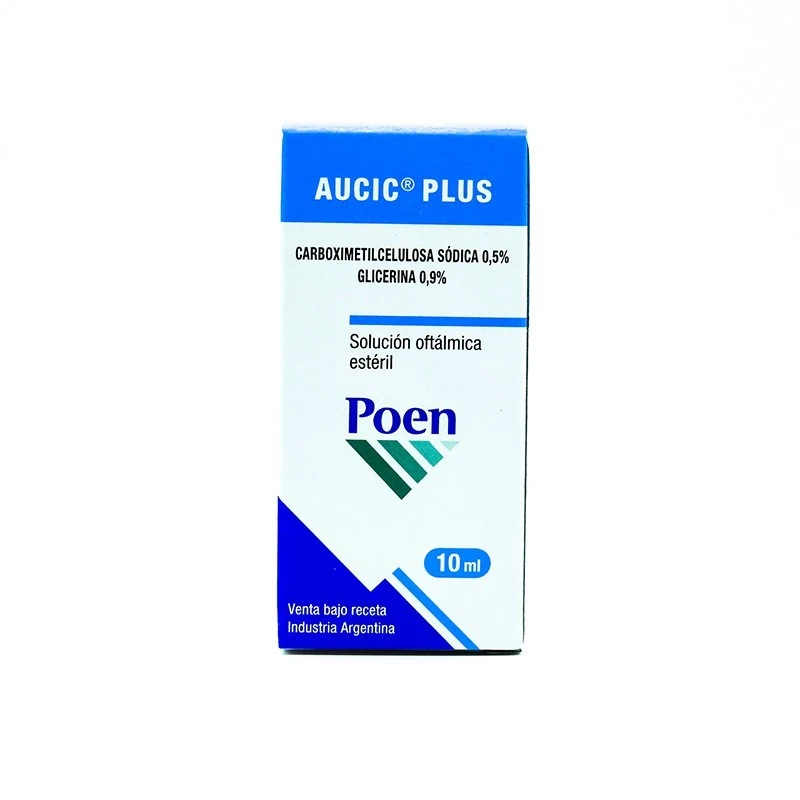 AUCIC® PLUS
CARBOXIMETILCELULOSA SÓDICA 0,5%
GLICERINA 0,9%
Solución oftálmica
estéril
Poen
10 ml
Venta bajo receta
Industria Argentina